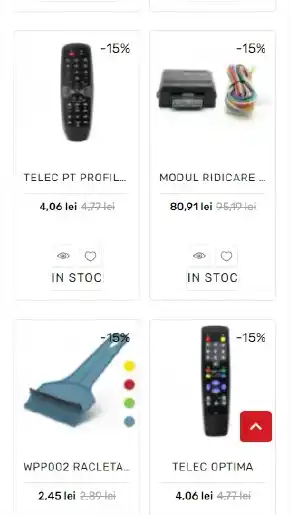 -15%
-15%
TELEC PT PROFIL...
MODUL RIDICARE ...
4,06 lei 4,77 lei
80,91 lei 95,19 lei
IN STOC
IN STOC
-15%
-15%
WPP002 RACLETA...
TELEC OPTIMA
2,45 lei 2,89 lei
4,06 lei 4,77 lei